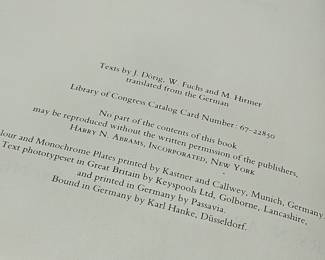 Texts by J. Dörig, W. Fuchs and M. Hirmer
translated from the German
Library of Congress Catalog Card Number: 67-22850
No part of the contents of this book
may be reproduced without the written permission of the publishers,
HARRY N. ABRAMS, INCORPORATED, NEW YORK
lour and Monochrome Plates printed by Kastner and Callwey, Munich, Germany.
Text phototypeset in Great Britain by Keyspools Ltd, Golborne, Lancashire,
and printed in Germany by Passavia.
Bound in Germany by Karl Hanke, Düsseldorf.